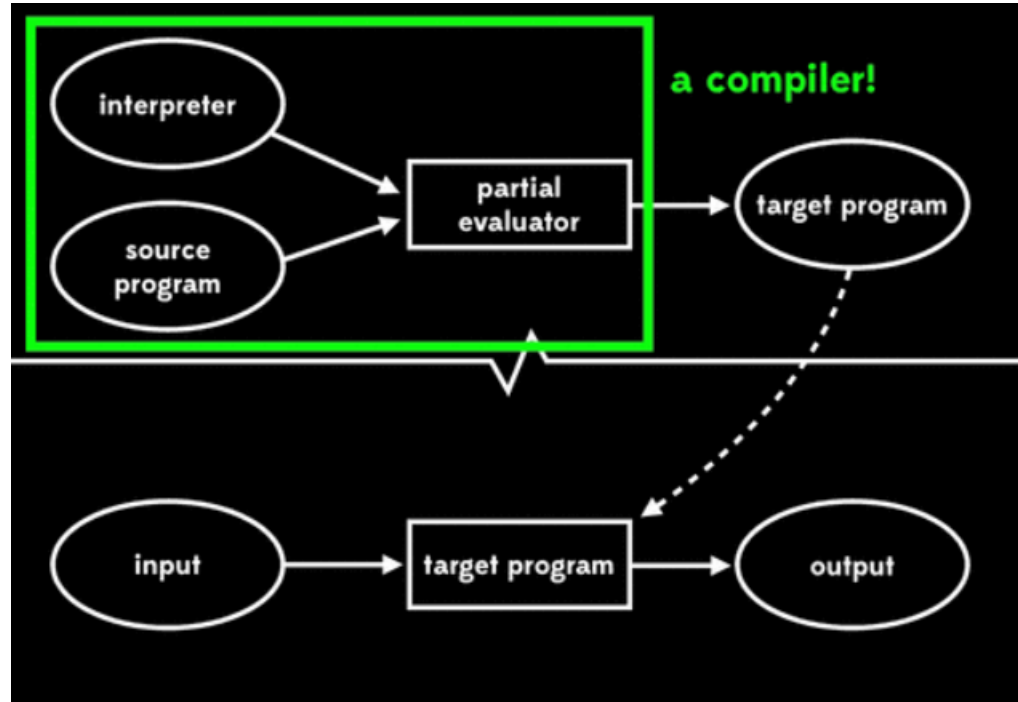 interpreter
a compiler!
partial
evaluator
target program
source
program
input
target program
output